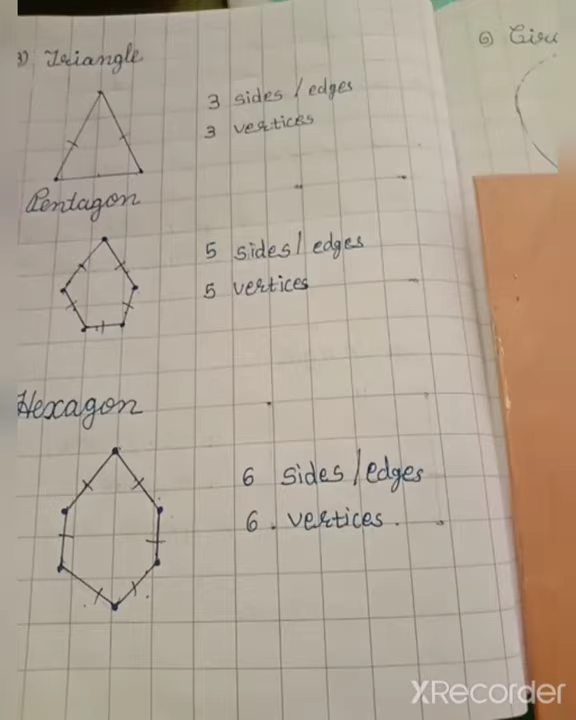 3) Triangle
3 sides / edges
3 vertices
Pentagon
5 sides / edges
5 vertices
Hexagon
6 sides / edges
6 . vertices .
6)
XRecorder